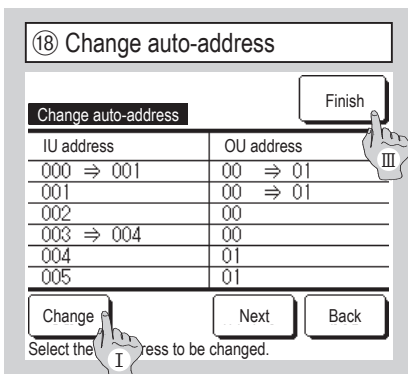 ⑱ Change auto-address
Finish
Change auto-address
III
IU address OU address
000 ⇒ 001 00 ⇒ 01
001 00 ⇒ 01
002 00
003 ⇒ 004 00
004 01
005 01
Change Next Back
I
Select the ress to be changed.